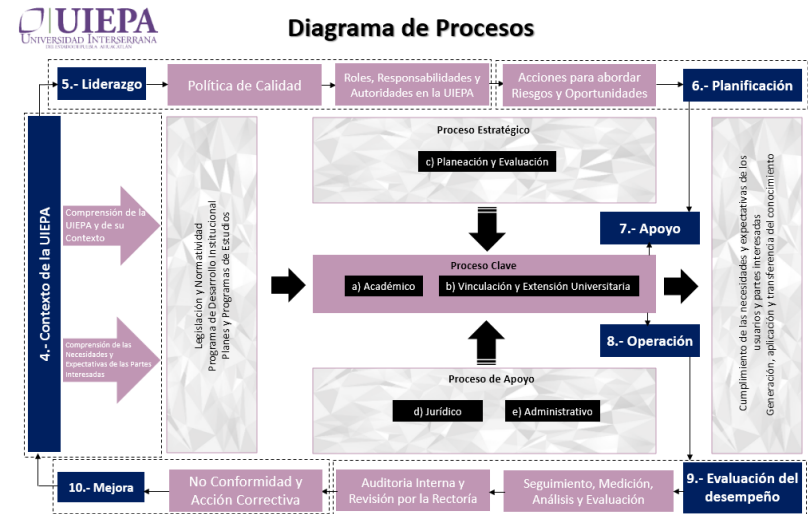 UIEPA
UNIVERSIDAD INTERSERRANA
DEL ESTADO DE PUEBLA - AHUACATLÁN
Diagrama de Procesos
5.- Liderazgo
Política de Calidad
Roles, Responsabilidades y
Autoridades en la UIEPA
Acciones para abordar
Riesgos y Oportunidades
6.- Planificación
4.- Contexto de la UIEPA
Comprensión de la
UIEPA y de su
Contexto
Comprensión de las
Necesidades y
Expectativas de las Partes
Interesadas
Legislación y Normatividad
Programa de Desarrollo Institucional
Planes y Programas de Estudios
Proceso Estratégico
c) Planeación y Evaluación
Proceso Clave
a) Académico
b) Vinculación y Extensión Universitaria
Proceso de Apoyo
d) Jurídico
e) Administrativo
7.- Apoyo
8.- Operación
Cumplimiento de las necesidades y expectativas de los
usuarios y partes interesadas
Generación, aplicación y transferencia del conocimiento
10.- Mejora
No Conformidad y
Acción Correctiva
Auditoria Interna y
Revisión por la Rectoría
Seguimiento, Medición,
Análisis y Evaluación
9.- Evaluación del
desempeño